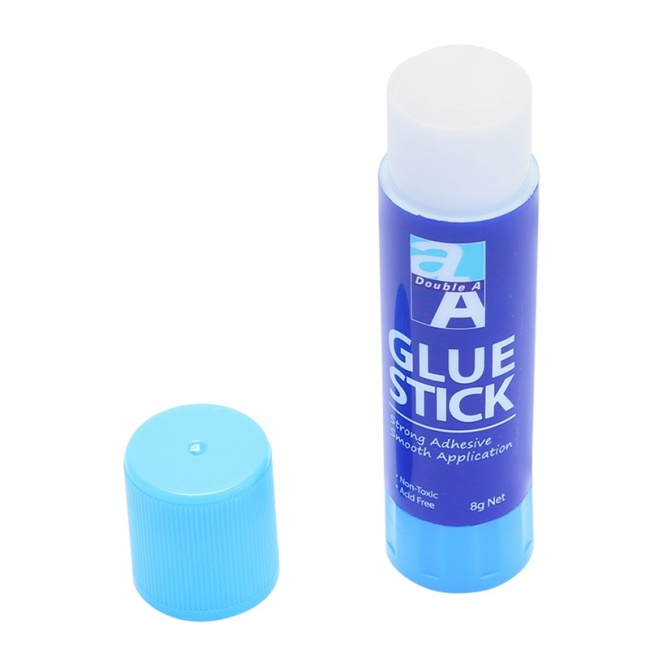 a
Double A
A
GLUE
STICK
Strong Adhesive
Smooth Application
• Non-Toxic
• Acid Free
8g Net